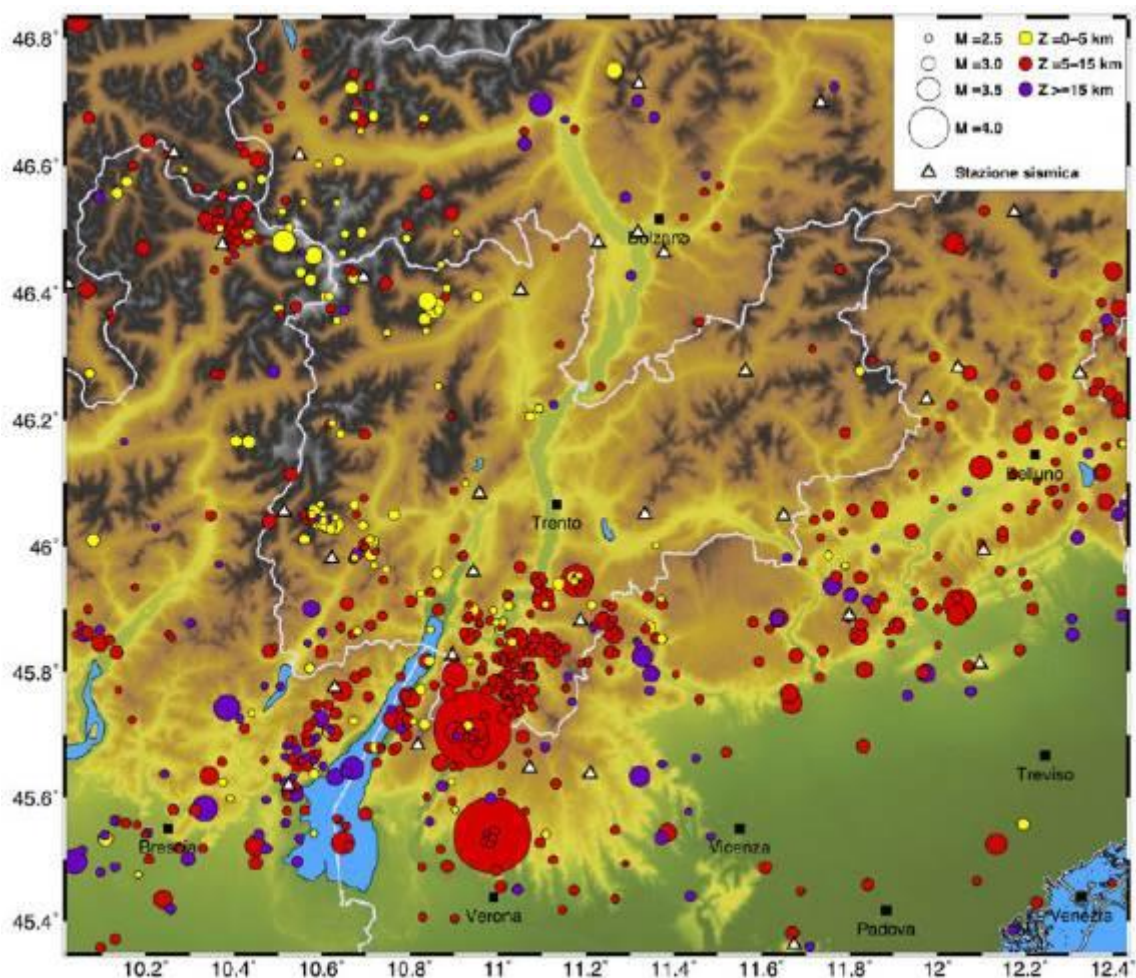 M =2.5 Z =0–5 km
M =3.0 Z =5–15 km
M =3.5 Z >=15 km
M =4.0
Stazione sismica
46.8°
46.6°
46.4°
46.2°
46°
45.8°
45.6°
45.4°
Bolzano
Belluno
Trento
Treviso
Brescia
Vicenza
Verona
Padova
Venezia
10.2° 10.4° 10.6° 10.8° 11° 11.2° 11.4° 11.6° 11.8° 12° 12.2° 12.4°